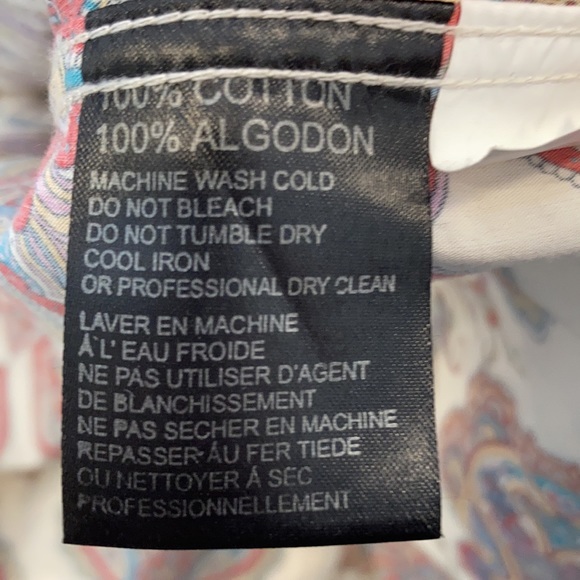 100% COTTON
100% ALGODON
MACHINE WASH COLD
DO NOT BLEACH
DO NOT TUMBLE DRY
COOL IRON
OR PROFESSIONAL DRY CLEAN
LAVER EN MACHINE
À L' EAU FROIDE
NE PAS UTILISER D'AGENT
DE BLANCHISSEMENT
NE PAS SECHER EN MACHINE
REPASSER AU FER TIEDE
OU NETTOYER Á SEC
PROFESSIONNELLEMENT